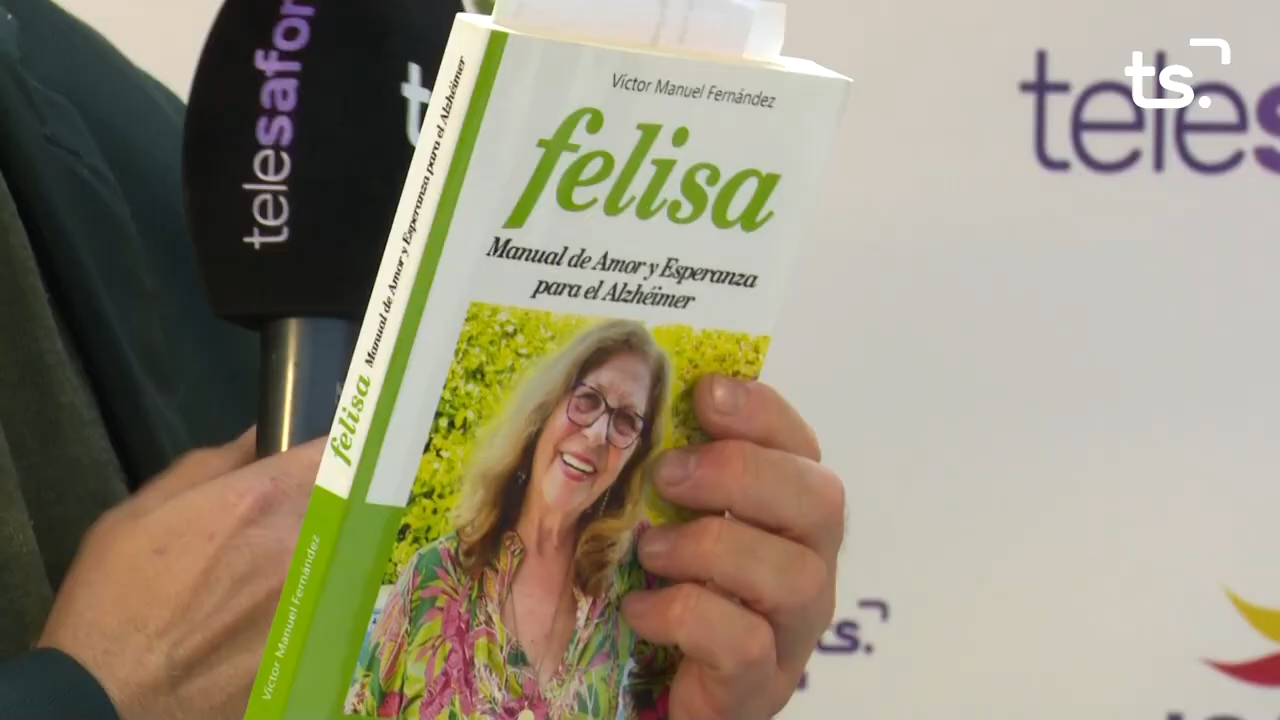 telesafor
t
Víctor Manuel Fernández
felisa
Manual de Amor y Esperanza
para el Alzhéimer
felisa Manual de Amor y Esperanza para el Alzhéimer
Víctor Manuel Fernández
teles
ts.
ts.